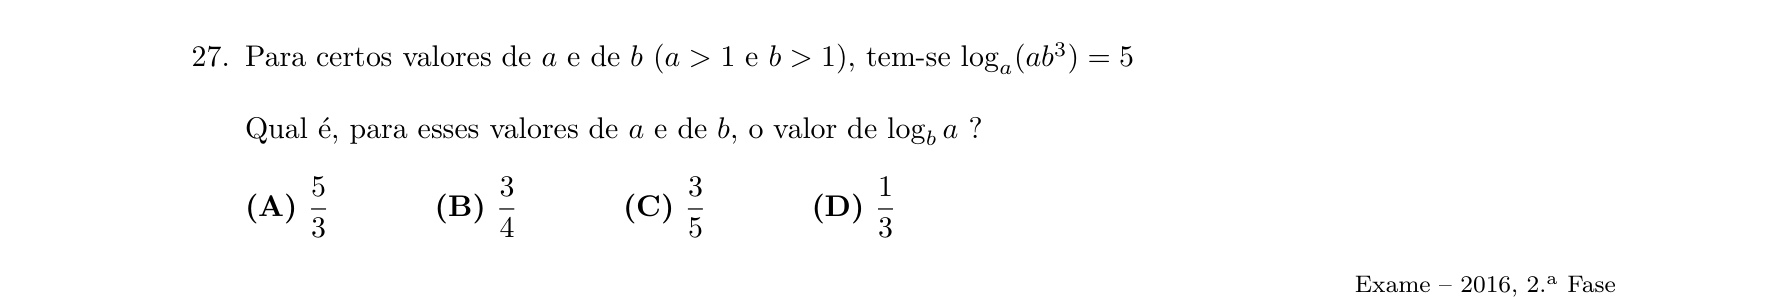 27. Para certos valores de a e de b (a > 1 e b > 1), tem-se logₐ(ab³) = 5
Qual é, para esses valores de a e de b, o valor de log_b a ?
(A) 5/3 (B) 3/4 (C) 3/5 (D) 1/3
Exame – 2016, 2.ª Fase